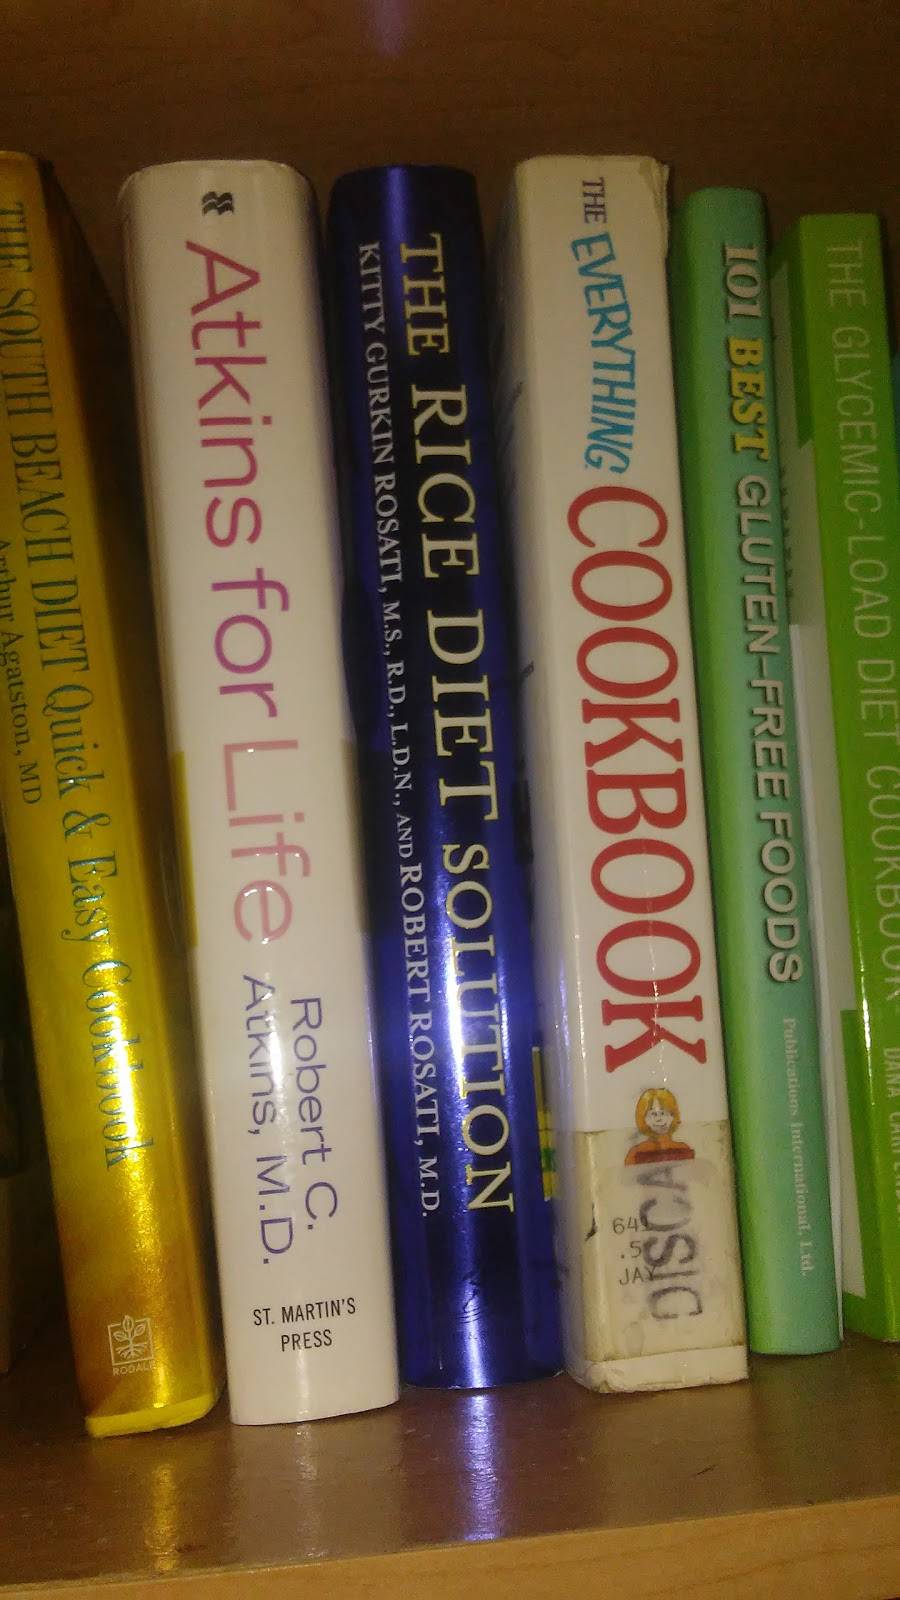 THE SOUTH BEACH DIET Quick & Easy Cookbook
Arthur Agatston, MD
RODALE
Atkins for Life
Robert C.
Atkins, M.D.
ST. MARTIN'S
PRESS
THE RICE DIET SOLUTION
KITTY GURKIN ROSATI, M.S., R.D., L.D.N., AND ROBERT ROSATI, M.D.
THE EVERYTHING COOKBOOK
641
.5
JAY
DISCA
101 BEST GLUTEN-FREE FOODS
Publications International, Ltd.
THE GLYCEMIC-LOAD DIET COOKBOOK
DANA